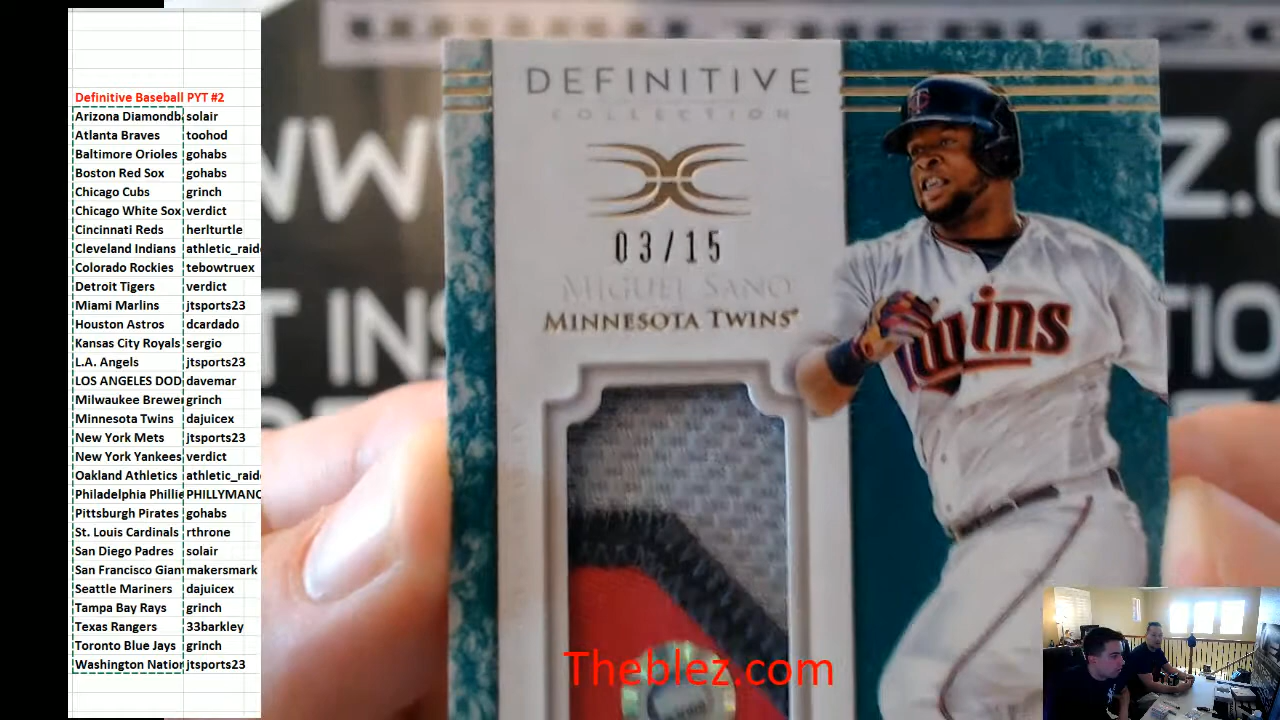 Definitive Baseball PYT #2
Arizona Diamondb solair
Atlanta Braves toohod
Baltimore Orioles gohabs
Boston Red Sox gohabs
Chicago Cubs grinch
Chicago White Sox verdict
Cincinnati Reds herlturtle
Cleveland Indians athletic_raid
Colorado Rockies tebowtruex
Detroit Tigers verdict
Miami Marlins jtsports23
Houston Astros dcardado
Kansas City Royals sergio
L.A. Angels jtsports23
LOS ANGELES DOD davemar
Milwaukee Brewe grinch
Minnesota Twins dajuicex
New York Mets jtsports23
New York Yankees verdict
Oakland Athletics athletic_raid
Philadelphia Phillie PHILLYMAN
Pittsburgh Pirates gohabs
St. Louis Cardinals rthrone
San Diego Padres solair
San Francisco Gian makersmark
Seattle Mariners dajuicex
Tampa Bay Rays grinch
Texas Rangers 33barkley
Toronto Blue Jays grinch
Washington Nation jtsports23
DEFINITIVE
COLLECTION
03/15
MIGUEL SANO
MINNESOTA TWINS®
Twins
Theblez.com